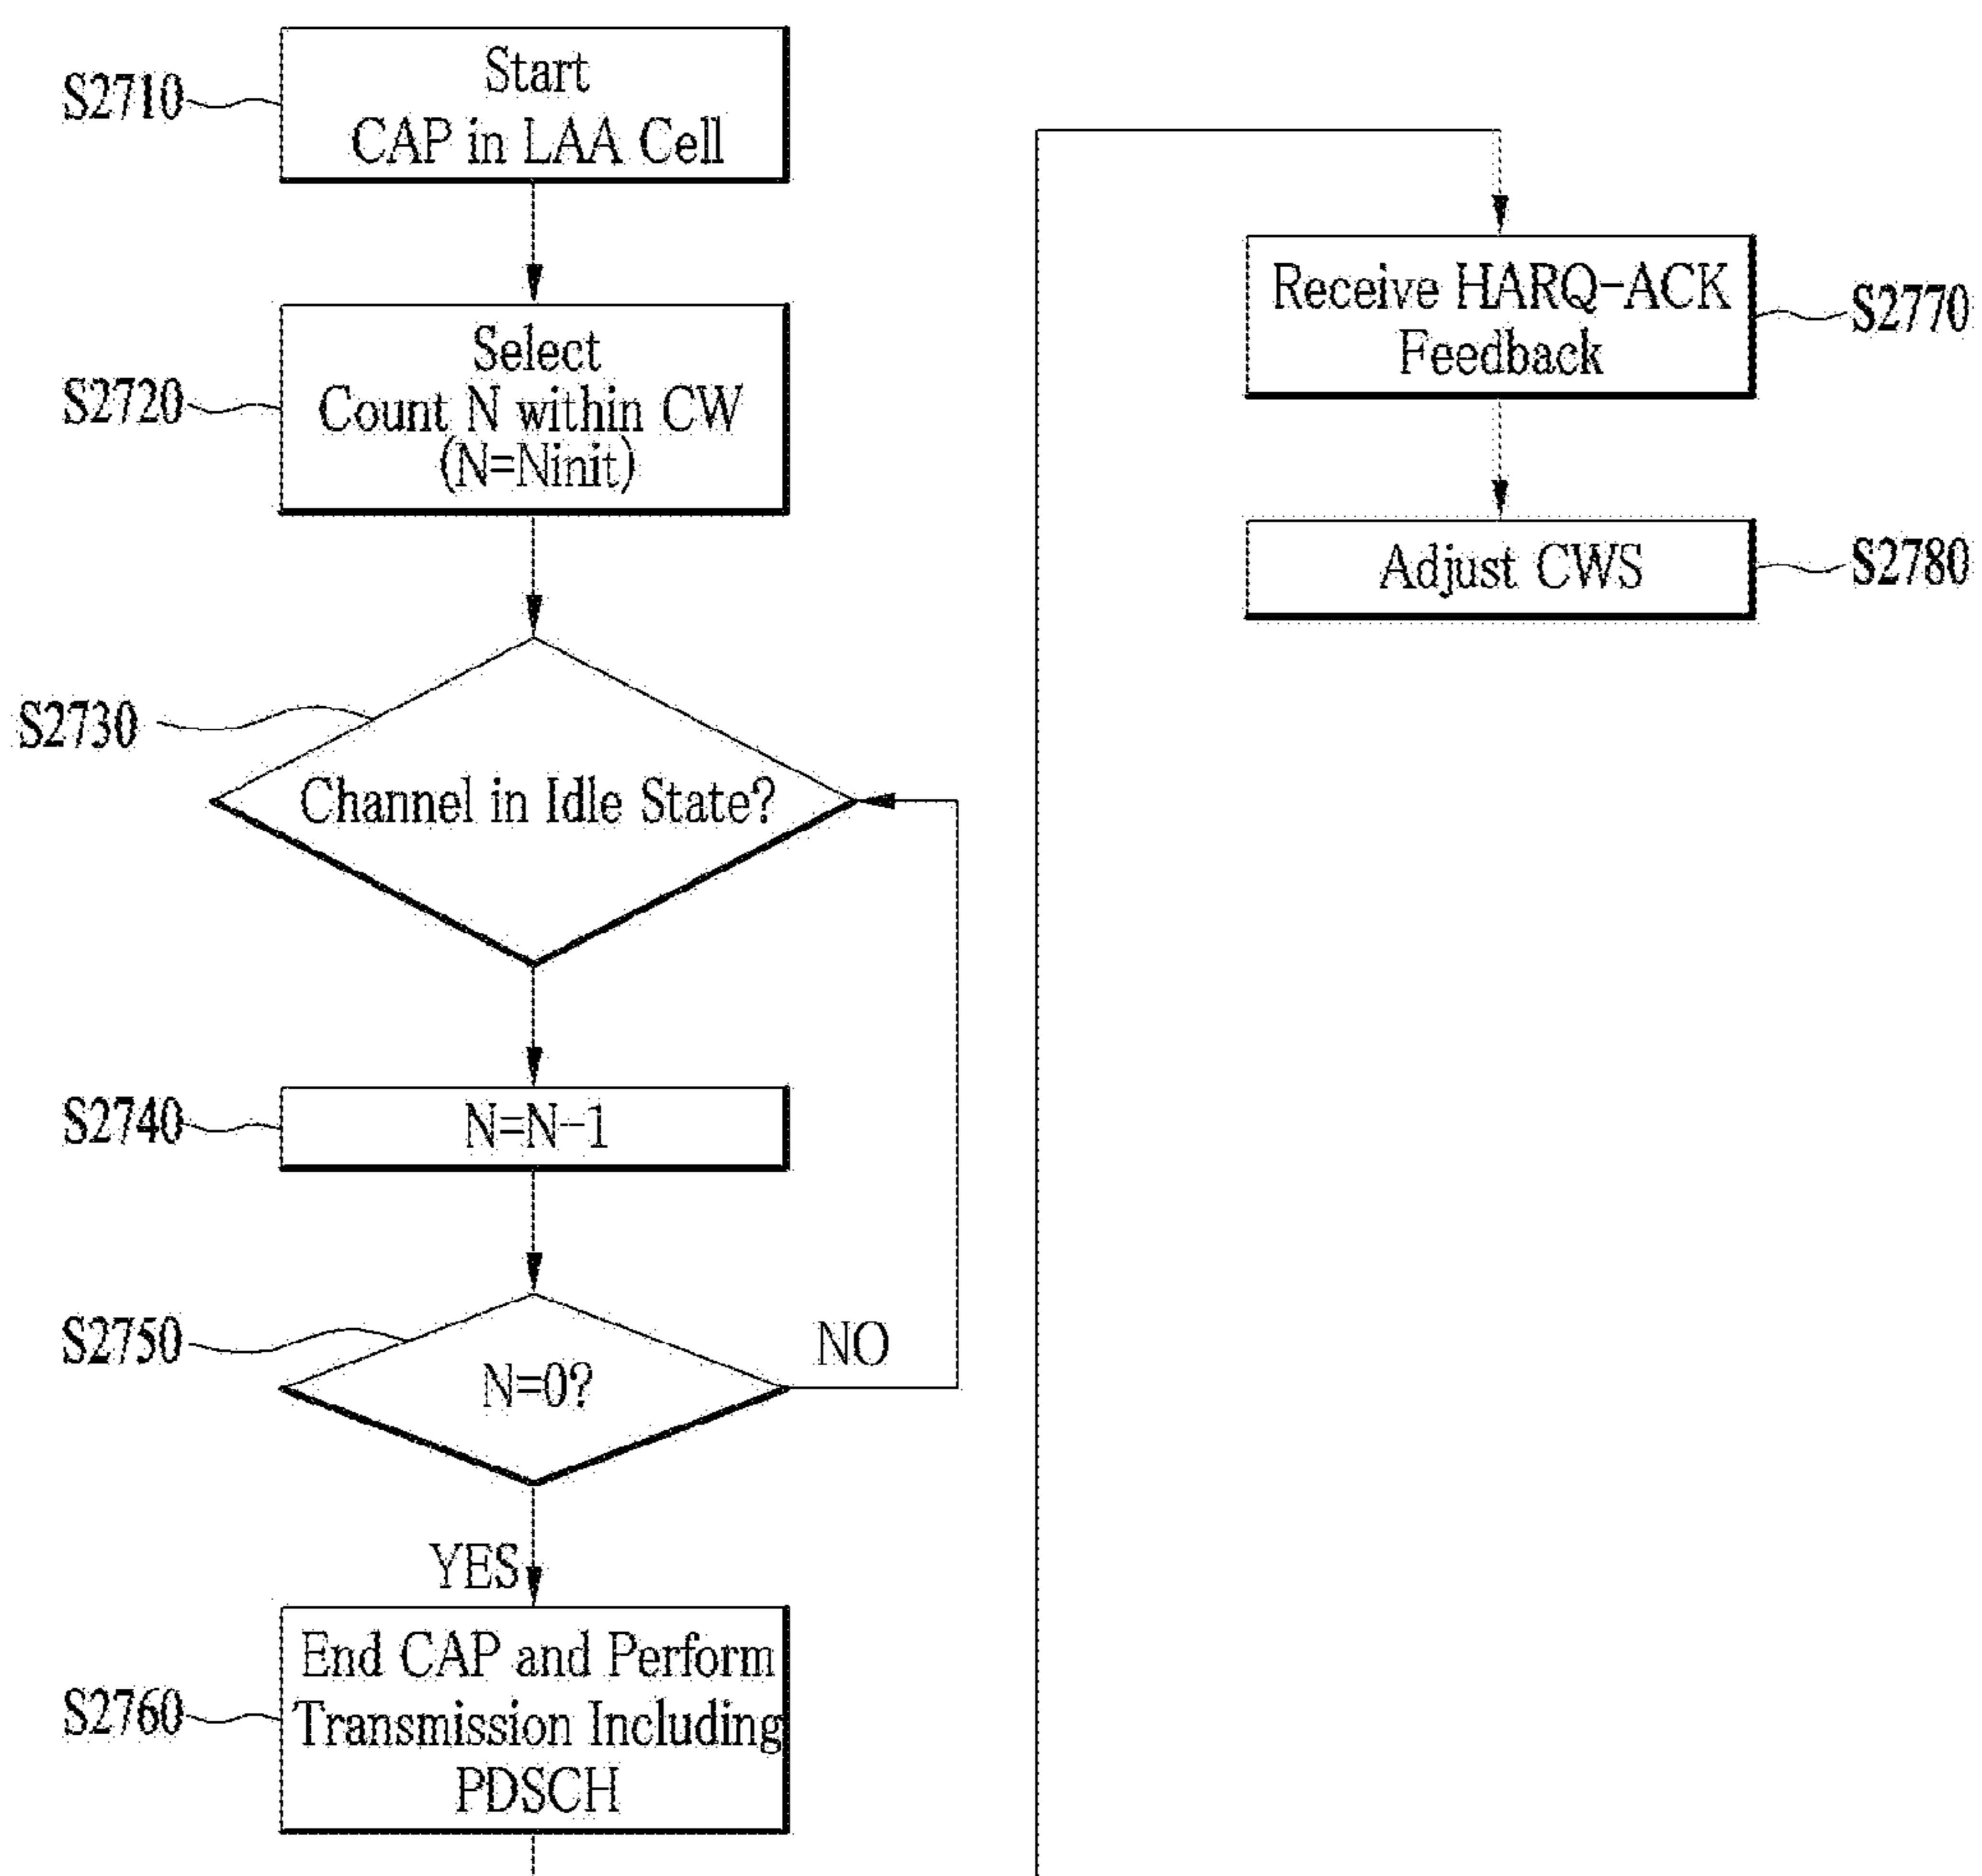 S2710
Start
CAP in LAA Cell
S2720
Select
Count N within CW
(N=Ninit)
S2730
Channel in Idle State?
S2740
N=N-1
S2750
N=0?
NO
YES
S2760
End CAP and Perform
Transmission Including
PDSCH
Receive HARQ-ACK
Feedback
S2770
Adjust CWS
S2780